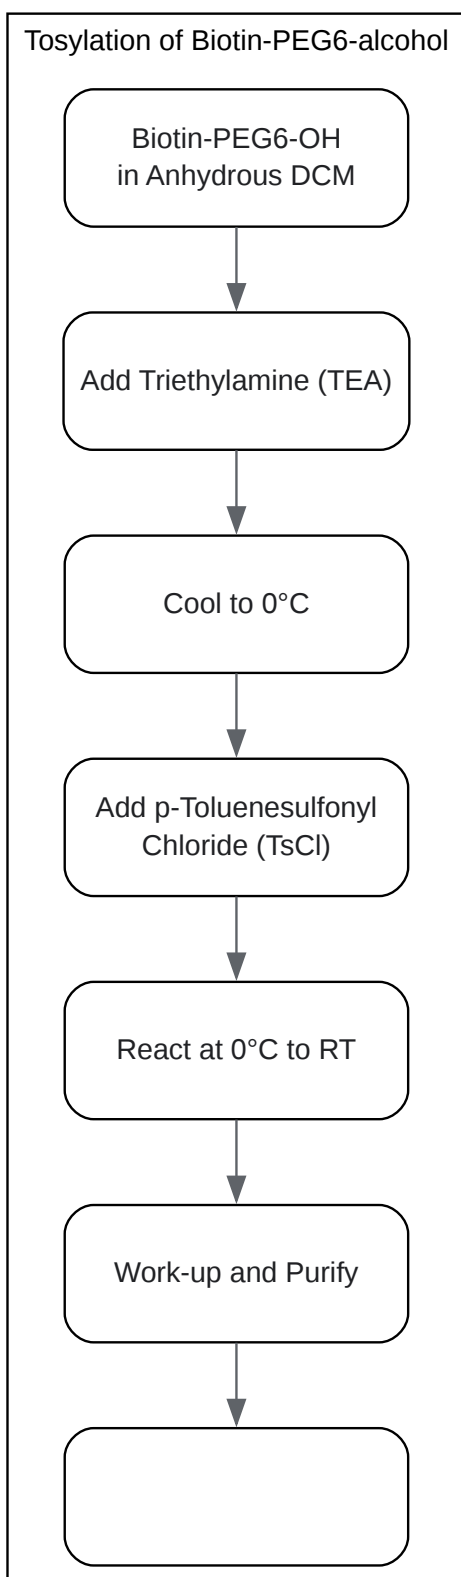 Tosylation of Biotin-PEG6-alcohol
Biotin-PEG6-OH
in Anhydrous DCM
Add Triethylamine (TEA)
Cool to 0°C
Add p-Toluenesulfonyl
Chloride (TsCl)
React at 0°C to RT
Work-up and Purify